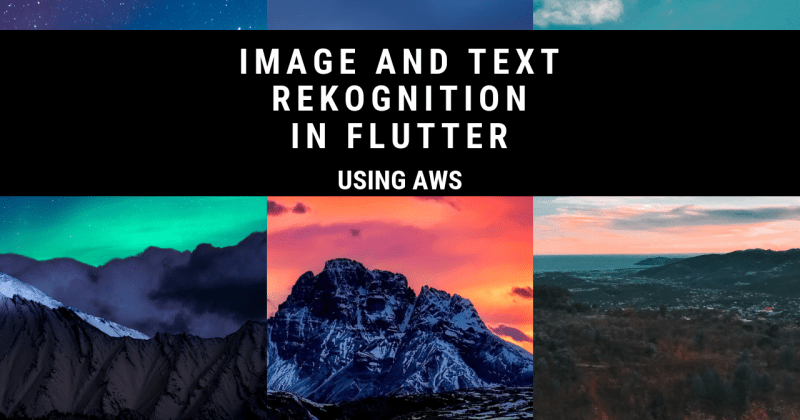 IMAGE AND TEXT
REKOGNITION
IN FLUTTER
USING AWS